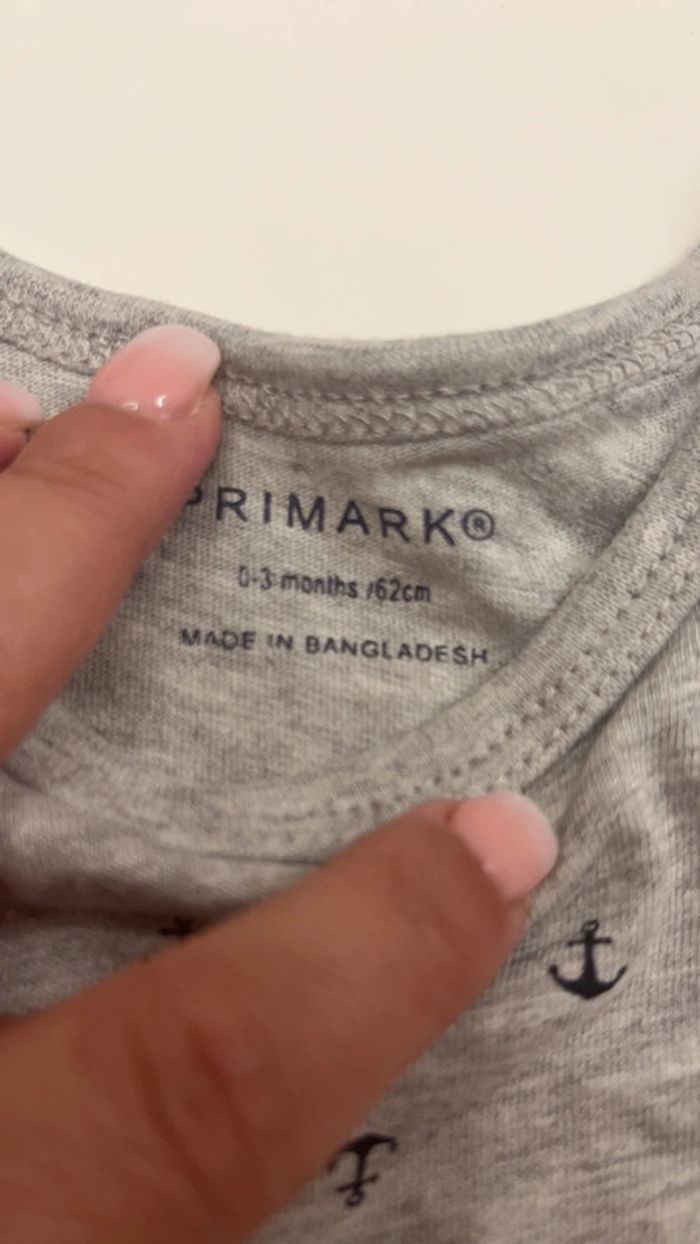 PRIMARK®
0-3 months /62cm
MADE IN BANGLADESH